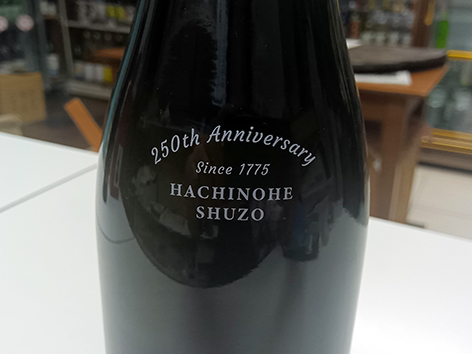 250th Anniversary
Since 1775
HACHINOHE
SHUZO